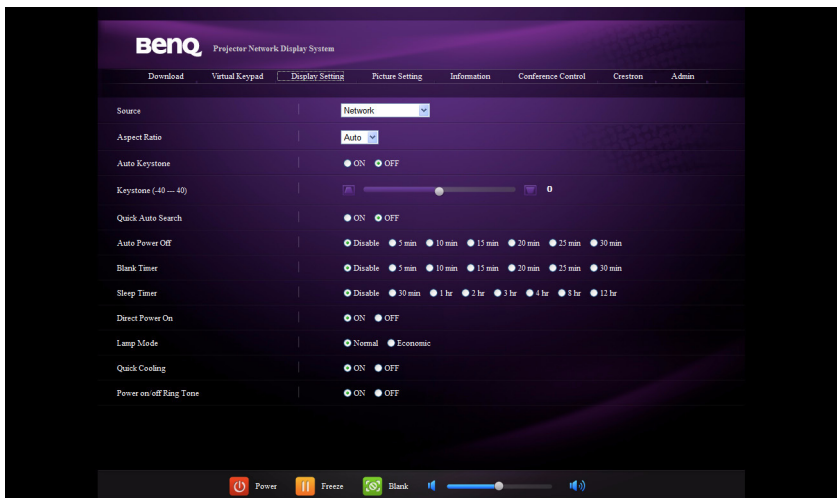 BenQ Projector Network Display System
Download Virtual Keypad Display Setting Picture Setting Information Conference Control Crestron Admin
Source Network
Aspect Ratio Auto
Auto Keystone ON OFF
Keystone (-40 --- 40) 0
Quick Auto Search ON OFF
Auto Power Off Disable 5 min 10 min 15 min 20 min 25 min 30 min
Blank Timer Disable 5 min 10 min 15 min 20 min 25 min 30 min
Sleep Timer Disable 30 min 1 hr 2 hr 3 hr 4 hr 8 hr 12 hr
Direct Power On ON OFF
Lamp Mode Normal Economic
Quick Cooling ON OFF
Power on/off Ring Tone ON OFF
Power Freeze Blank